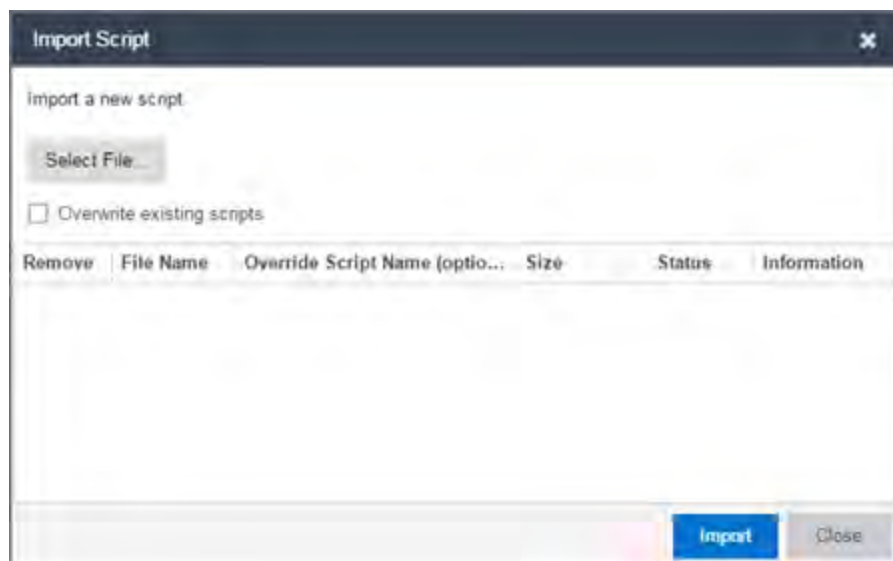 Import Script
Import a new script
Select File...
Overwrite existing scripts
Remove File Name Override Script Name (optio... Size Status Information
Import Close